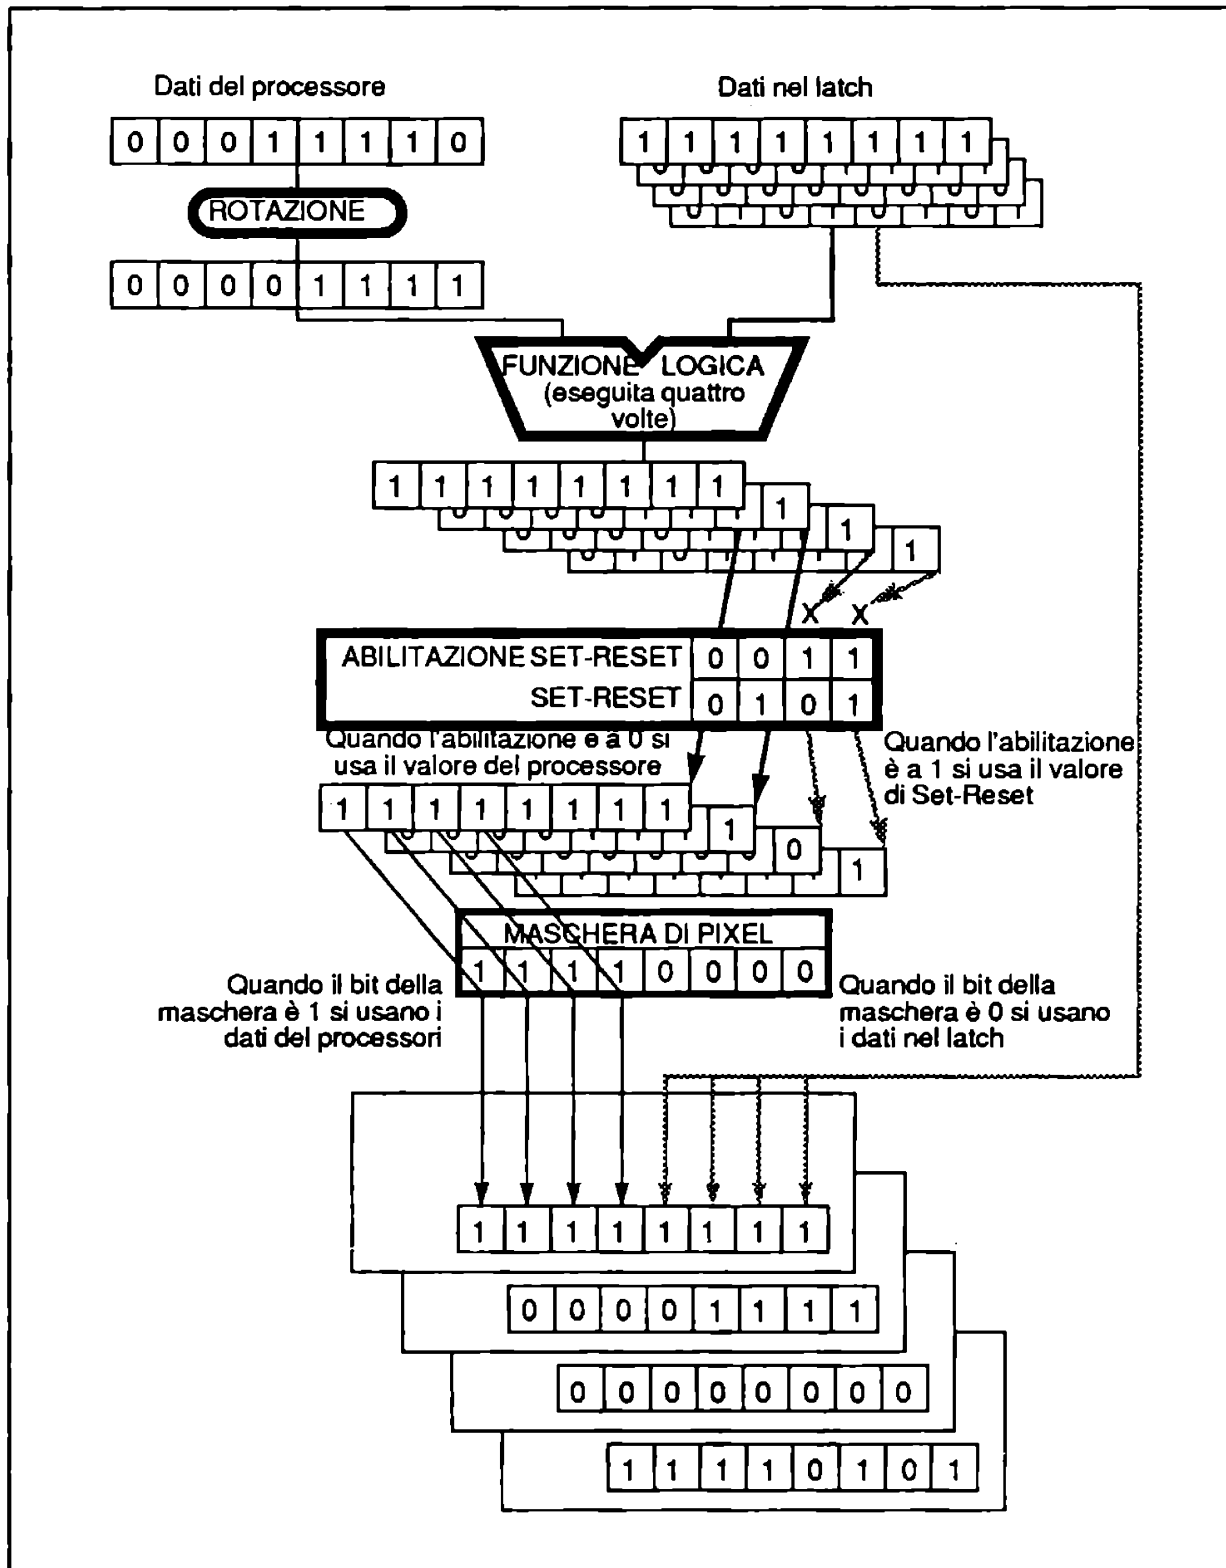 Dati del processore
Dati nel latch
0 0 0 1 1 1 1 0
1 1 1 1 1 1 1 1
ROTAZIONE
0 0 0 0 1 1 1 1
FUNZIONE LOGICA
(eseguita quattro
volte)
1 1 1 1 1 1 1 1
1
1
1
X X
ABILITAZIONE SET-RESET 0 0 1 1
SET-RESET 0 1 0 1
Quando l'abilitazione e a 0 si
usa il valore del processore
Quando l'abilitazione
è a 1 si usa il valore
di Set-Reset
1 1 1 1 1 1 1 1
1
0
1
MASCHERA DI PIXEL
1 1 1 1 0 0 0 0
Quando il bit della
maschera è 1 si usano i
dati del processori
Quando il bit della
maschera è 0 si usano
i dati nel latch
1 1 1 1 1 1 1 1
0 0 0 0 1 1 1 1
0 0 0 0 0 0 0 0
1 1 1 1 0 1 0 1